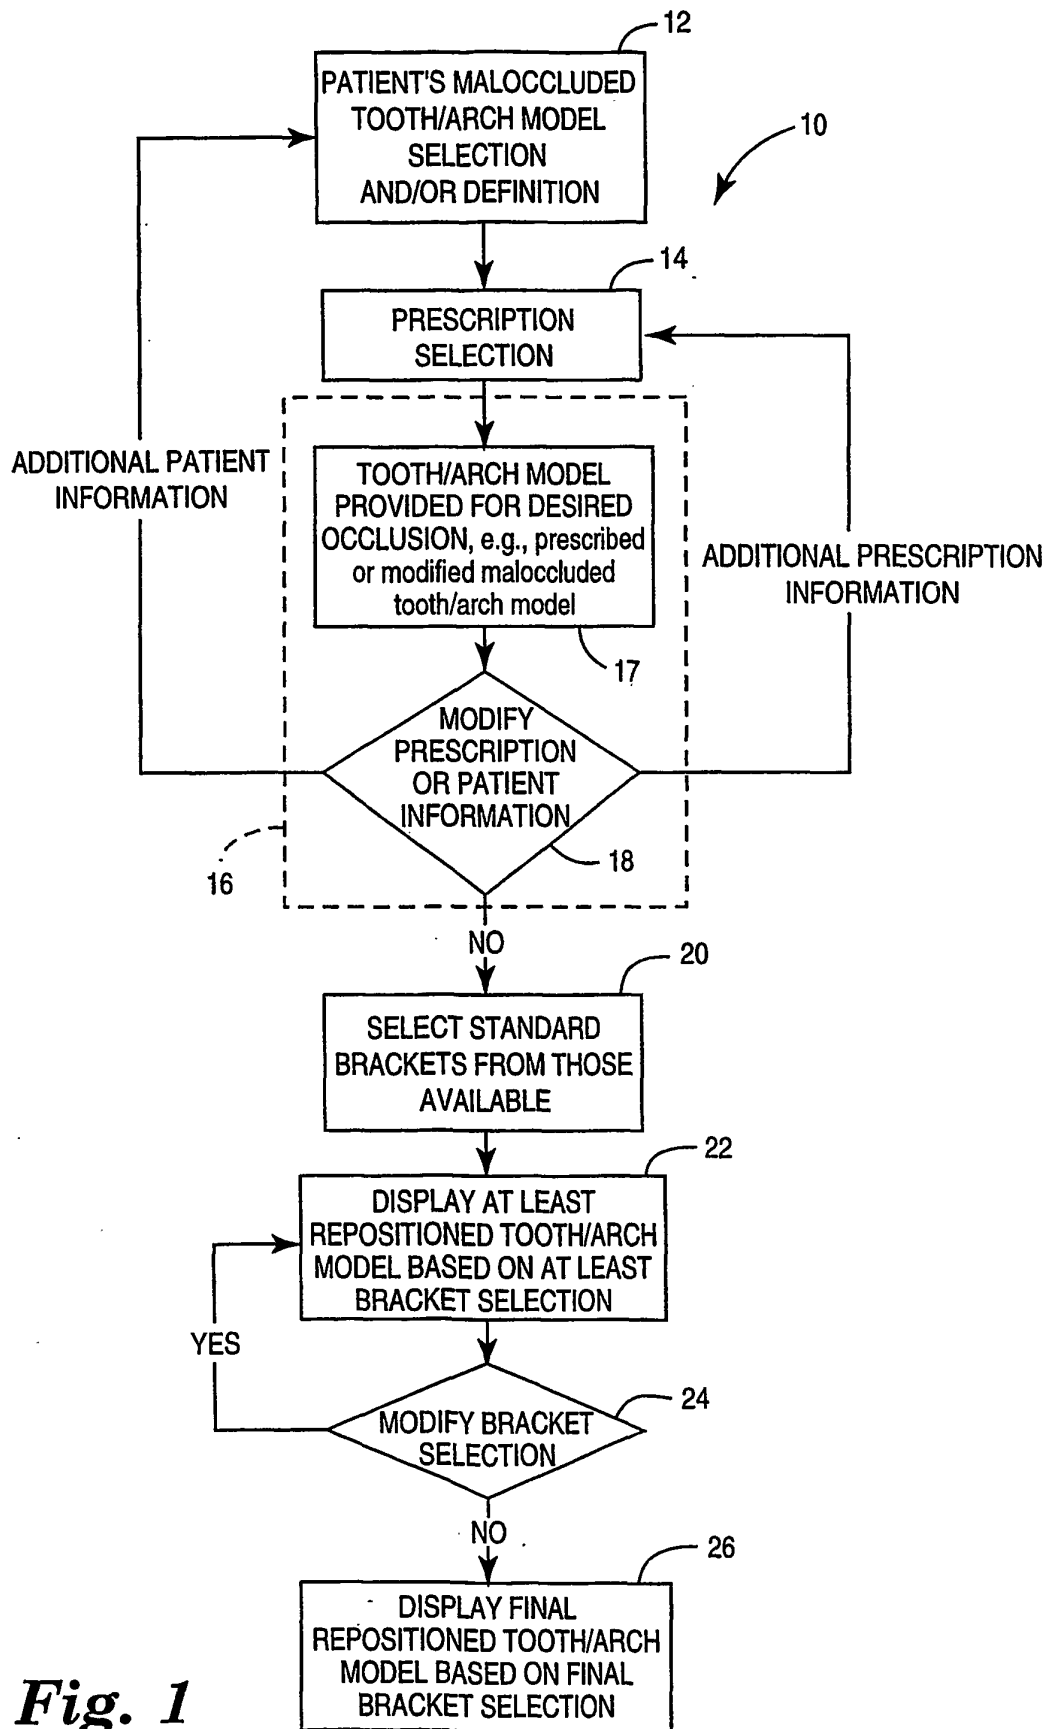 12
PATIENT'S MALOCCLUDED
TOOTH/ARCH MODEL
SELECTION
AND/OR DEFINITION
10
14
PRESCRIPTION
SELECTION
ADDITIONAL PATIENT
INFORMATION
TOOTH/ARCH MODEL
PROVIDED FOR DESIRED
OCCLUSION, e.g., prescribed
or modified maloccluded
tooth/arch model
ADDITIONAL PRESCRIPTION
INFORMATION
17
MODIFY
PRESCRIPTION
OR PATIENT
INFORMATION
18
16
NO
20
SELECT STANDARD
BRACKETS FROM THOSE
AVAILABLE
22
DISPLAY AT LEAST
REPOSITIONED TOOTH/ARCH
MODEL BASED ON AT LEAST
BRACKET SELECTION
YES
24
MODIFY BRACKET
SELECTION
NO
26
DISPLAY FINAL
REPOSITIONED TOOTH/ARCH
MODEL BASED ON FINAL
BRACKET SELECTION
Fig. 1